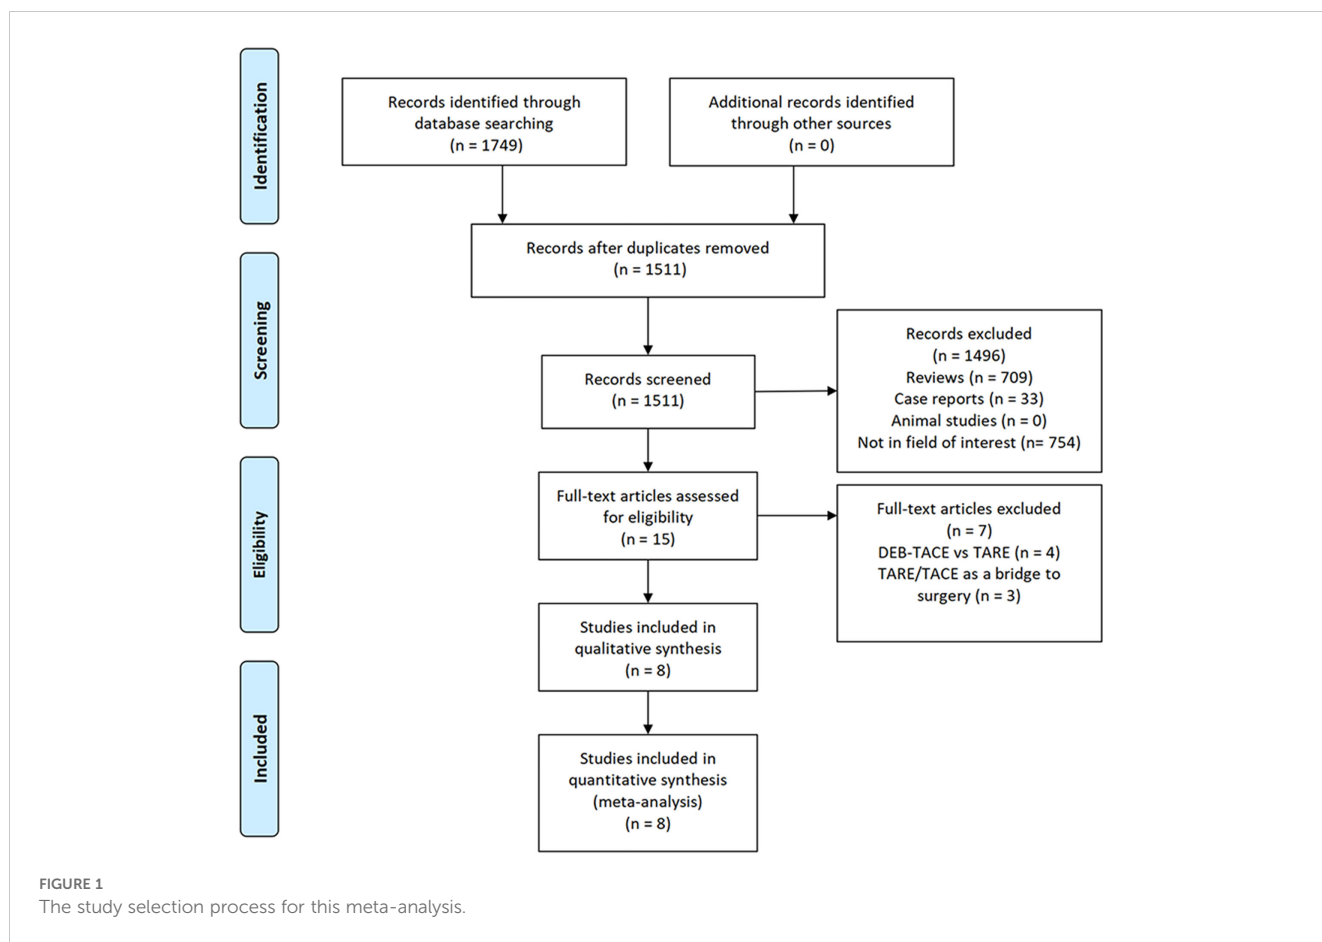 Identification
Records identified through
database searching
(n = 1749)
Additional records identified
through other sources
(n = 0)
Records after duplicates removed
(n = 1511)
Screening
Records screened
(n = 1511)
Records excluded
(n = 1496)
Reviews (n = 709)
Case reports (n = 33)
Animal studies (n = 0)
Not in field of interest (n= 754)
Eligibility
Full-text articles assessed
for eligibility
(n = 15)
Full-text articles excluded
(n = 7)
DEB-TACE vs TARE (n = 4)
TARE/TACE as a bridge to
surgery (n = 3)
Studies included in
qualitative synthesis
(n = 8)
Included
Studies included in
quantitative synthesis
(meta-analysis)
(n = 8)
FIGURE 1
The study selection process for this meta-analysis.